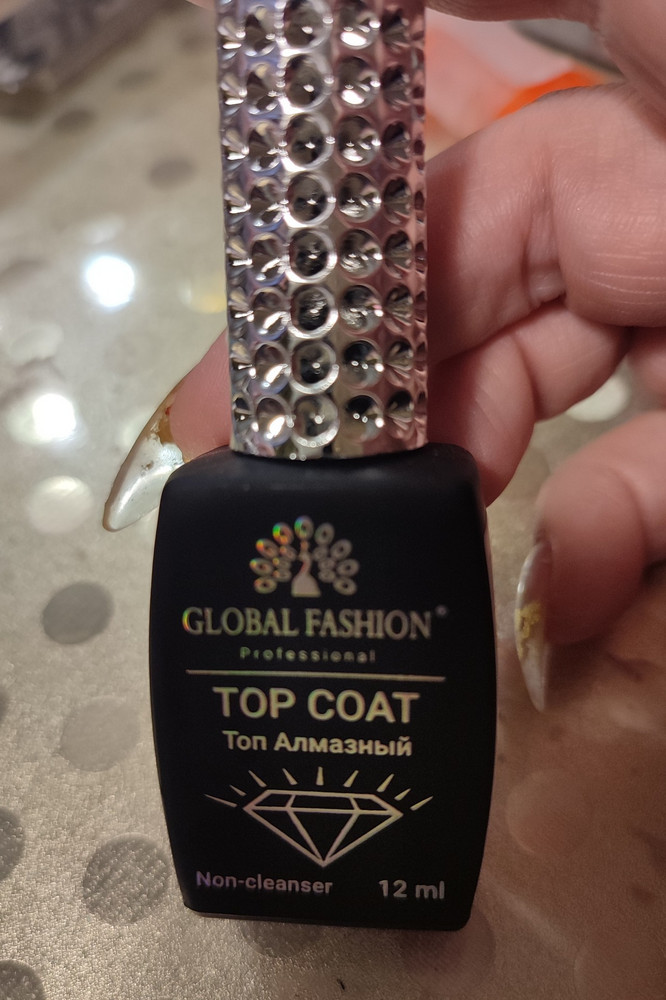 GLOBAL FASHION®
Professional
TOP COAT
Топ Алмазный
Non-cleanser 12 ml